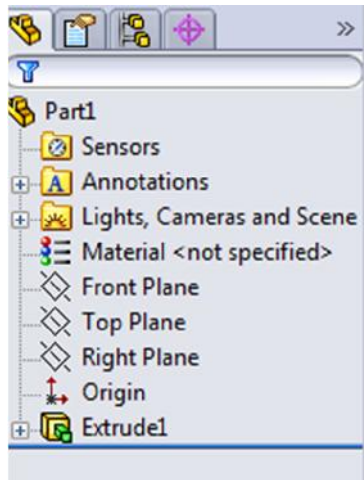 Part1
Sensors
A Annotations
Lights, Cameras and Scene
Material <not specified>
Front Plane
Top Plane
Right Plane
Origin
Extrude1